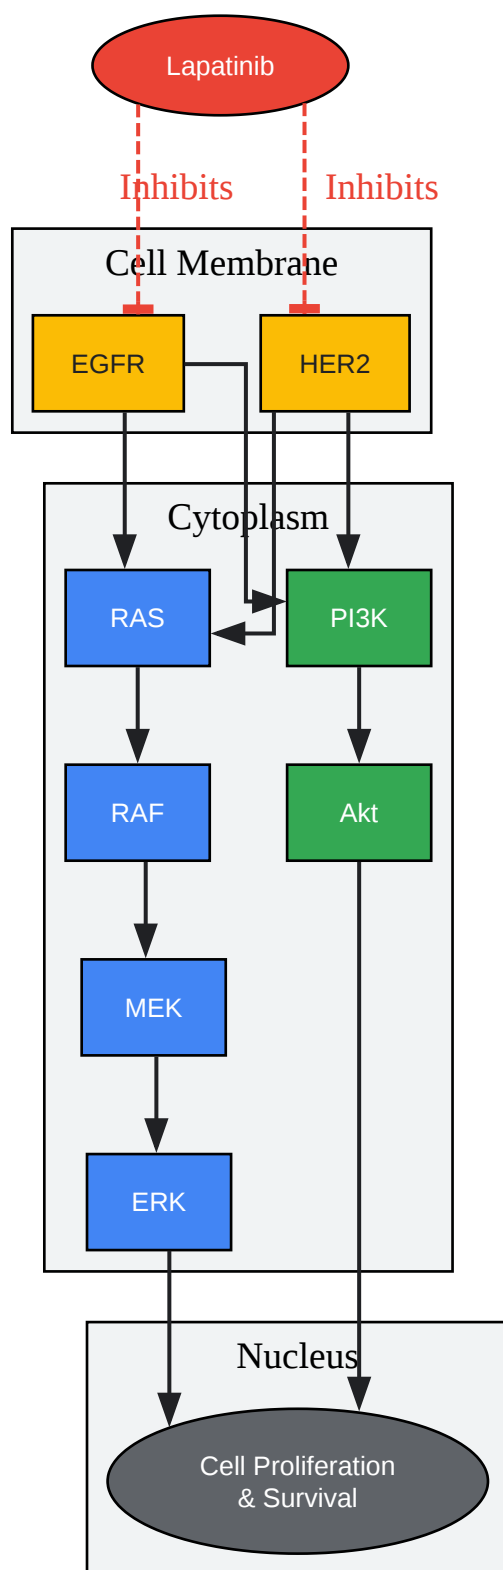 Lapatinib
Inhibits
Inhibits
Cell Membrane
EGFR
HER2
Cytoplasm
RAS
PI3K
RAF
Akt
MEK
ERK
Nucleus
Cell Proliferation
& Survival